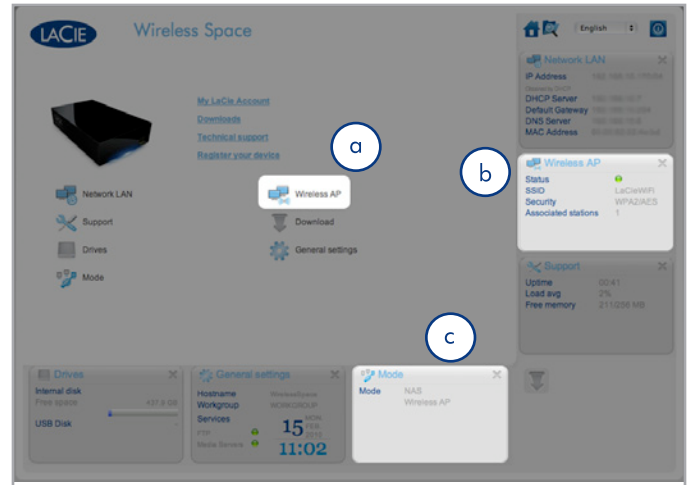 LACIE
Wireless Space
English
My LaCie Account
Downloads
Technical support
Register your device
a
b
c
Network LAN
Wireless AP
Support
Download
Drives
General settings
Mode
Network LAN
IP Address
DHCP Server
Default Gateway
DNS Server
MAC Address
Wireless AP
Status
SSID LaCieWiFi
Security WPA2/AES
Associated stations 1
Support
Uptime 00:41
Load avg 2%
Free memory 211/256 MB
Drives
Internal disk
Free space 437.8 GB
USB Disk -
General settings
Hostname WirelessSpace
Workgroup WORKGROUP
Services
FTP
Media Servers
15 MON. FEB 2010
11:02
Mode
Mode NAS
Wireless AP